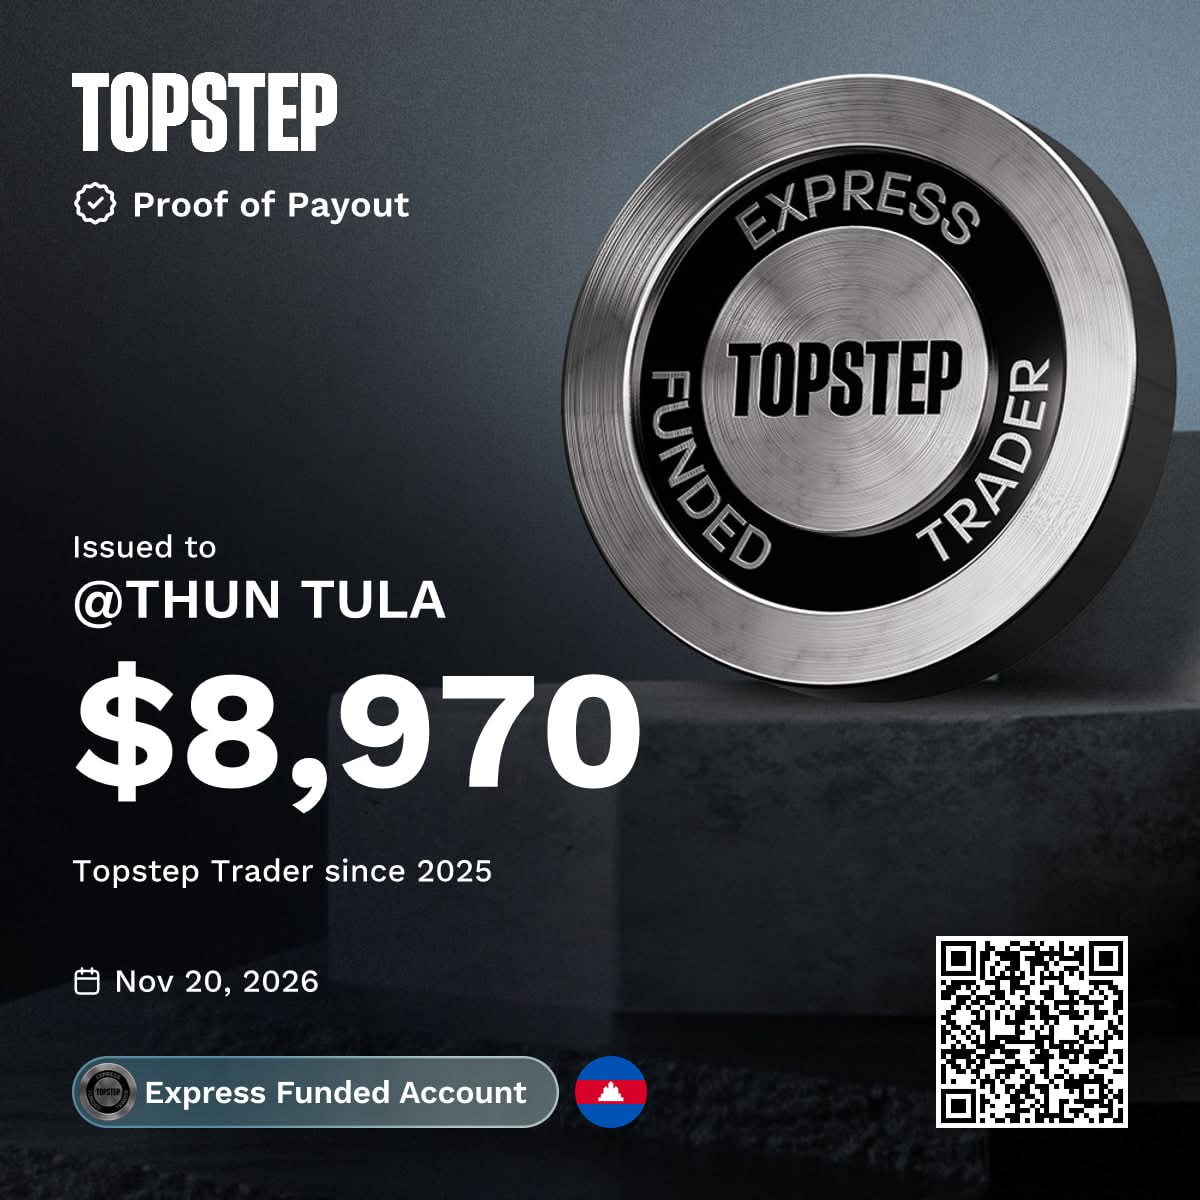 TOPSTEP
Proof of Payout
EXPRESS
FUNDED
TRADER
TOPSTEP
Issued to
@THUN TULA
$8,970
Topstep Trader since 2025
Nov 20, 2026
Express Funded Account